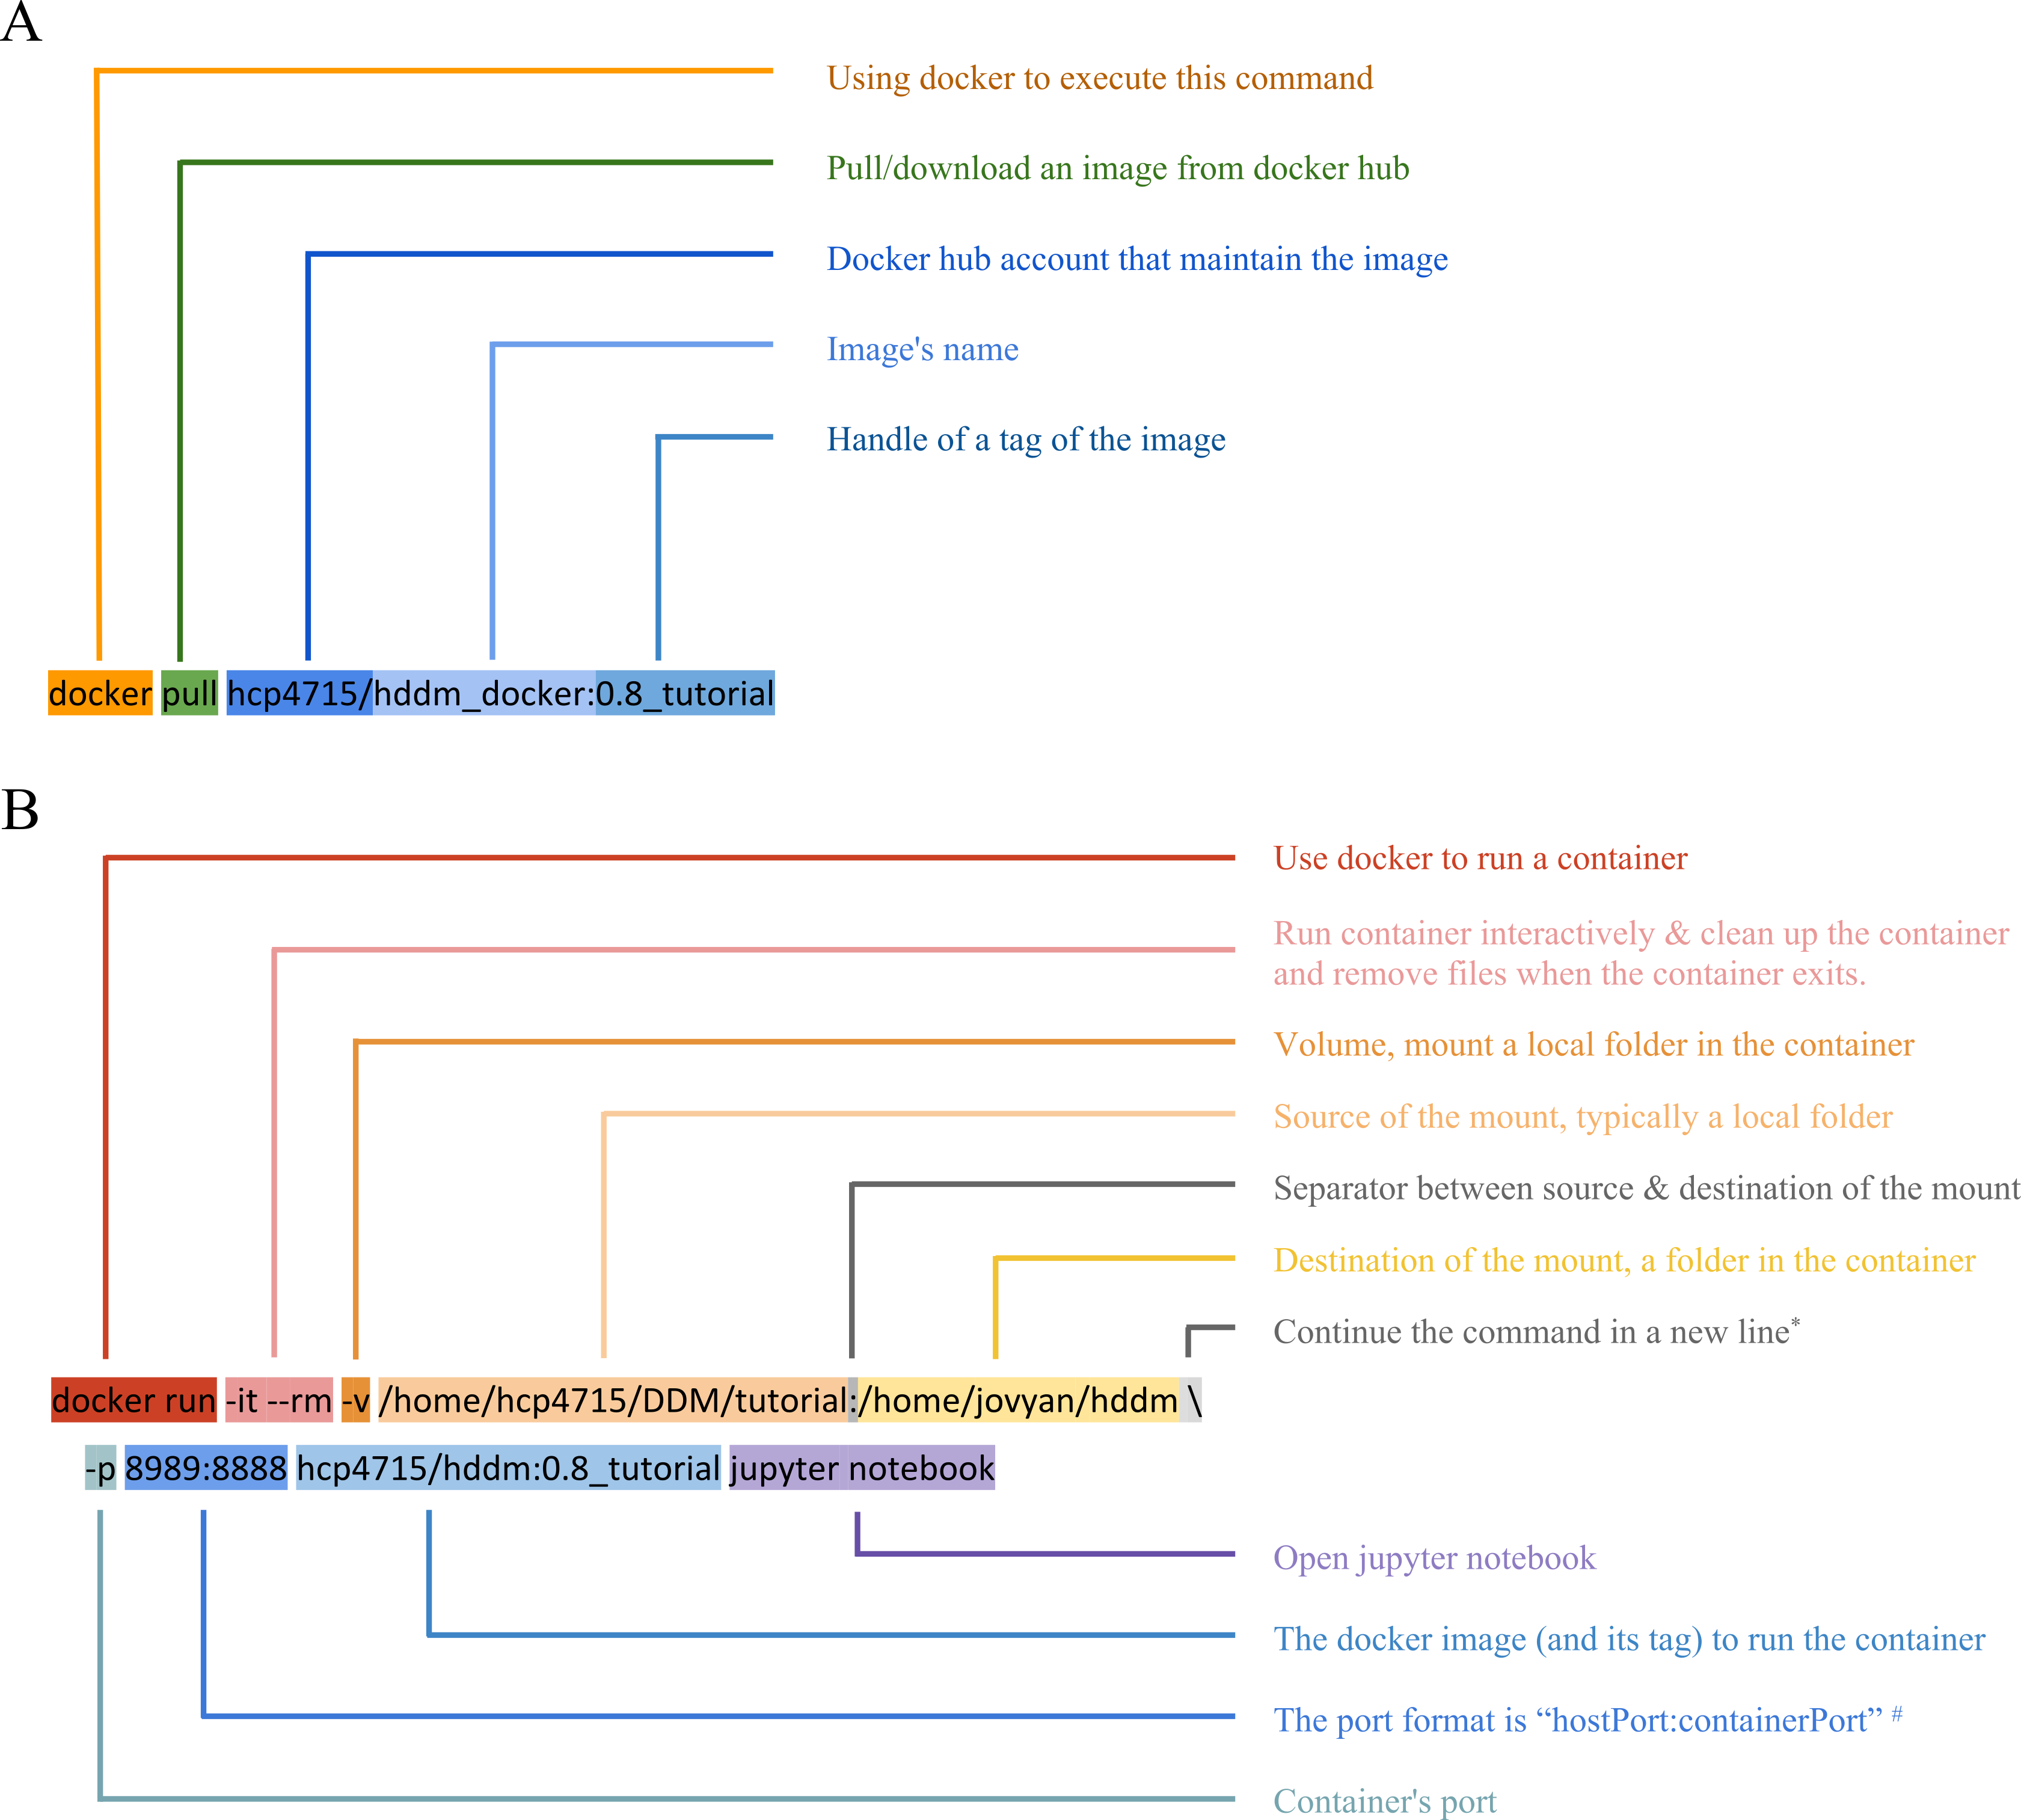 A
Using docker to execute this command
Pull/download an image from docker hub
Docker hub account that maintain the image
Image's name
Handle of a tag of the image
docker pull hcp4715/hddm_docker:0.8_tutorial
B
Use docker to run a container
Run container interactively & clean up the container
and remove files when the container exits.
Volume, mount a local folder in the container
Source of the mount, typically a local folder
Separator between source & destination of the mount
Destination of the mount, a folder in the container
Continue the command in a new line*
docker run -it --rm -v /home/hcp4715/DDM/tutorial:/home/jovyan/hddm \
-p 8989:8888 hcp4715/hddm:0.8_tutorial jupyter notebook
Open jupyter notebook
The docker image (and its tag) to run the container
The port format is “hostPort:containerPort” #
Container's port